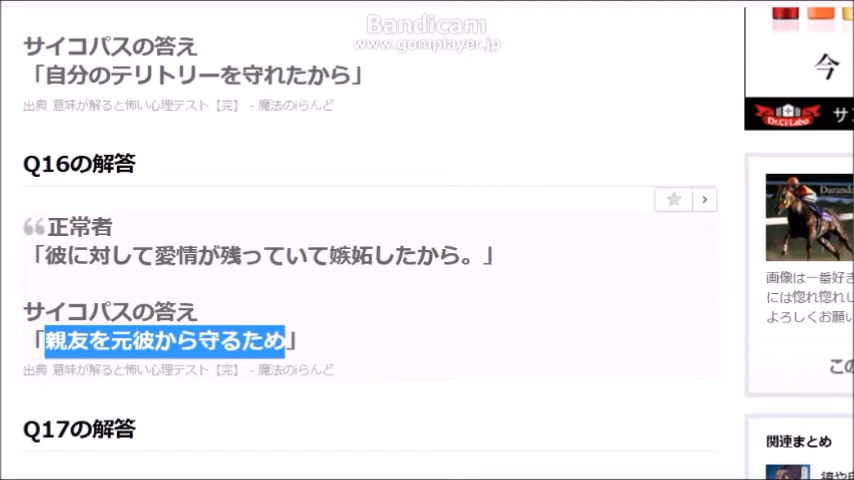 Bandicam
www.gomplayer.jp
サイコパスの答え
「自分のテリトリーを守れたから」
出典 意味が解ると怖い心理テスト【完】 - 魔法のiらんど
Q16の解答
正常者
「彼に対して愛情が残っていて嫉妬したから。」
サイコパスの答え
「親友を元彼から守るため」
出典 意味が解ると怖い心理テスト【完】 - 魔法のiらんど
Q17の解答
今
Dr.Ci:Labo
サ
Duranda
画像は一番好き
には惚れ惚れし
よろしくお願い
この
関連まとめ